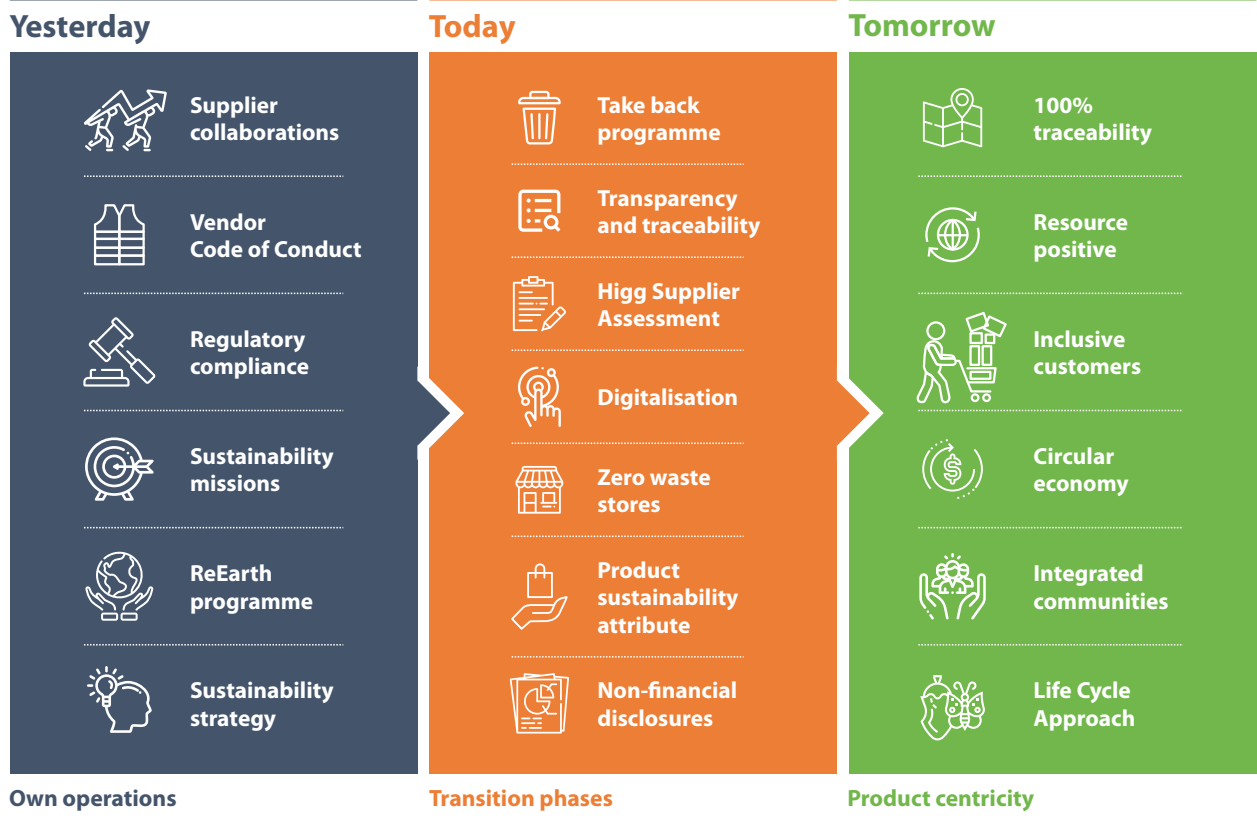 Yesterday
Supplier
collaborations
Vendor
Code of Conduct
Regulatory
compliance
Sustainability
missions
ReEarth
programme
Sustainability
strategy
Own operations
Today
Take back
programme
Transparency
and traceability
Higg Supplier
Assessment
Digitalisation
Zero waste
stores
Product
sustainability
attribute
Non-financial
disclosures
Transition phases
Tomorrow
100%
traceability
Resource
positive
Inclusive
customers
Circular
economy
Integrated
communities
Life Cycle
Approach
Product centricity